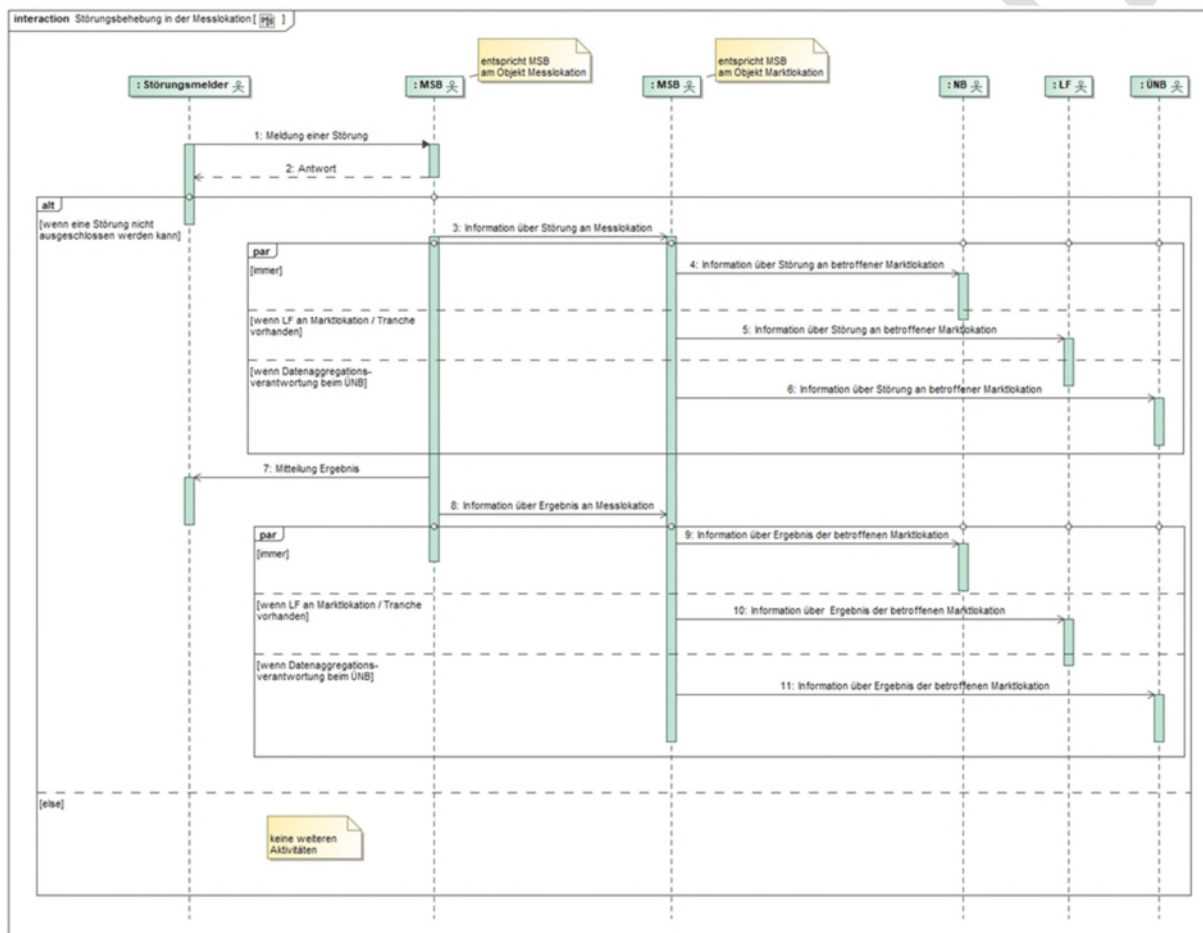 interaction Störungsbehebung in der Messlokation [ ]
entspricht MSB
am Objekt Messlokation
entspricht MSB
am Objekt Marktlokation
: Störungsmelder
: MSB
: MSB
: NB
: LF
: ÜNB
1: Meldung einer Störung
2: Antwort
alt
[wenn eine Störung nicht
ausgeschlossen werden kann]
3: Information über Störung an Messlokation
par
[immer]
4: Information über Störung an betroffener Marktlokation
[wenn LF an Marktlokation / Tranche
vorhanden]
5: Information über Störung an betroffener Marktlokation
[wenn Datenaggregations-
verantwortung beim ÜNB]
6: Information über Störung an betroffener Marktlokation
7: Mitteilung Ergebnis
8: Information über Ergebnis an Messlokation
par
[immer]
9: Information über Ergebnis der betroffenen Marktlokation
[wenn LF an Marktlokation / Tranche
vorhanden]
10: Information über Ergebnis der betroffenen Marktlokation
[wenn Datenaggregations-
verantwortung beim ÜNB]
11: Information über Ergebnis der betroffenen Marktlokation
[else]
keine weiteren
Aktivitäten